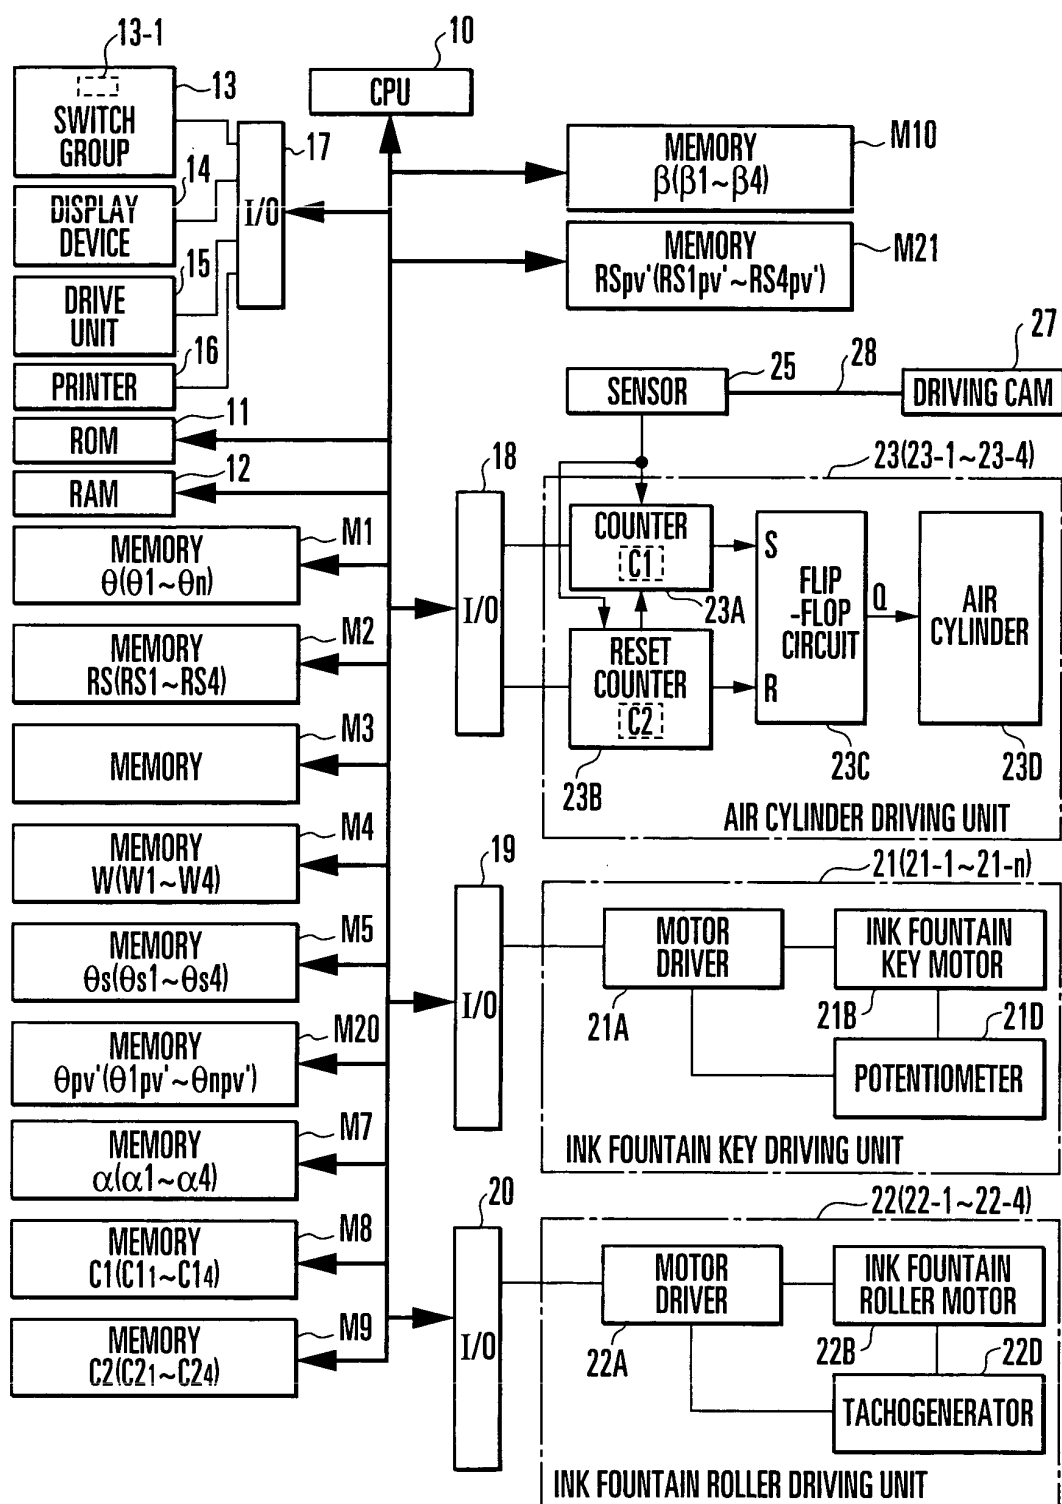 13-1
13
SWITCH
GROUP
14
DISPLAY
DEVICE
15
DRIVE
UNIT
16
PRINTER
17
I/O
10
CPU
11
ROM
12
RAM
M1
MEMORY
θ(θ1~θn)
M2
MEMORY
RS(RS1~RS4)
M3
MEMORY
M4
MEMORY
W(W1~W4)
M5
MEMORY
θs(θs1~θs4)
M20
MEMORY
θpv'(θ1pv'~θnpv')
M7
MEMORY
α(α1~α4)
M8
MEMORY
C1(C11~C14)
M9
MEMORY
C2(C21~C24)
M10
MEMORY
β(β1~β4)
M21
MEMORY
RSpv'(RS1pv'~RS4pv')
25
SENSOR
28
27
DRIVING CAM
18
I/O
23(23-1~23-4)
COUNTER
C1
23A
RESET
COUNTER
C2
23B
S
FLIP
-FLOP
CIRCUIT
R
Q
23C
AIR
CYLINDER
23D
AIR CYLINDER DRIVING UNIT
19
I/O
21(21-1~21-n)
MOTOR
DRIVER
21A
INK FOUNTAIN
KEY MOTOR
21B
21D
POTENTIOMETER
INK FOUNTAIN KEY DRIVING UNIT
20
I/O
22(22-1~22-4)
MOTOR
DRIVER
22A
INK FOUNTAIN
ROLLER MOTOR
22B
22D
TACHOGENERATOR
INK FOUNTAIN ROLLER DRIVING UNIT